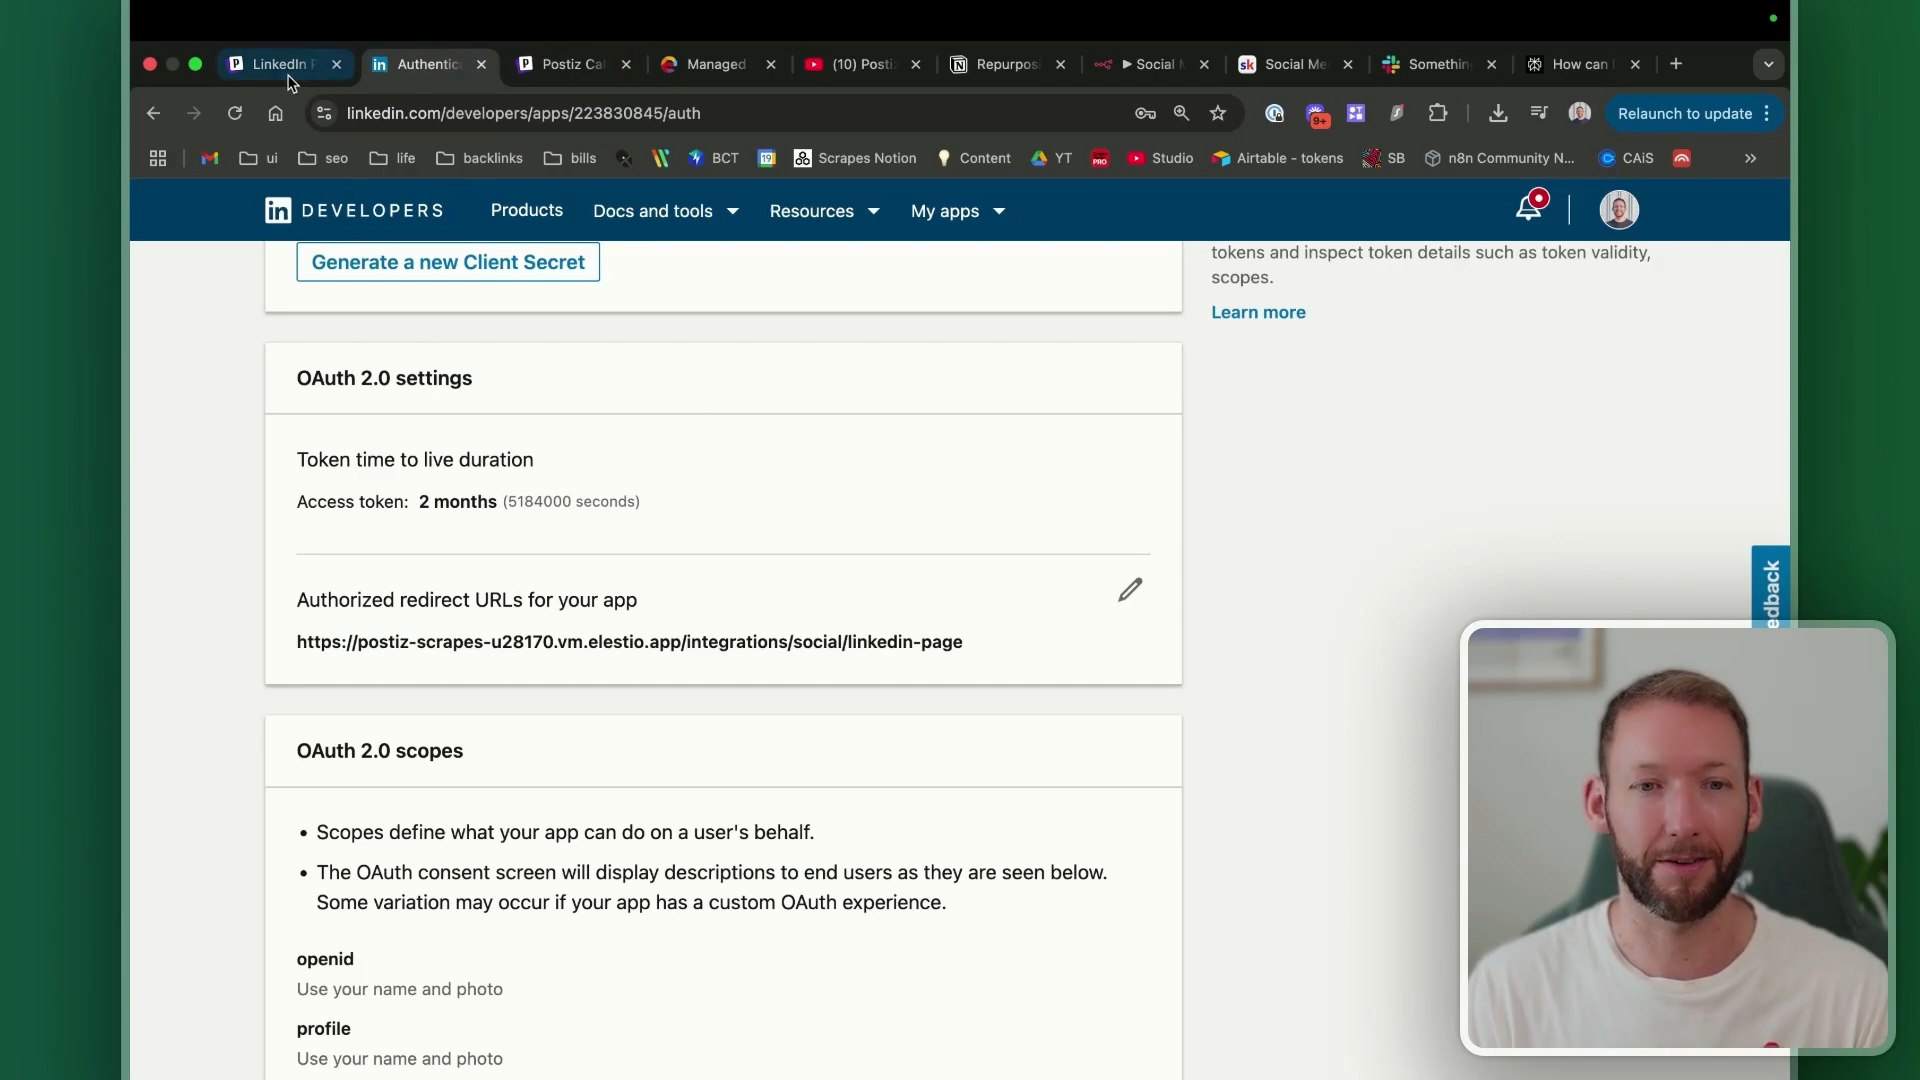 LinkedIn P
Authentic
Postiz Cal
Managed
(10) Posti
Repurpos
Social M
Social Me
Somethin
How can
linkedin.com/developers/apps/223830845/auth
9+
Relaunch to update
ui
seo
life
backlinks
bills
BCT
19
Scrapes Notion
Content
YT
PRO
Studio
Airtable - tokens
SB
n8n Community N...
CAiS
in DEVELOPERS
Products
Docs and tools
Resources
My apps
Generate a new Client Secret
tokens and inspect token details such as token validity,
scopes.
Learn more
OAuth 2.0 settings
Token time to live duration
Access token: 2 months (5184000 seconds)
Authorized redirect URLs for your app
https://postiz-scrapes-u28170.vm.elestio.app/integrations/social/linkedin-page
edback
OAuth 2.0 scopes
• Scopes define what your app can do on a user's behalf.
• The OAuth consent screen will display descriptions to end users as they are seen below.
Some variation may occur if your app has a custom OAuth experience.
openid
Use your name and photo
profile
Use your name and photo